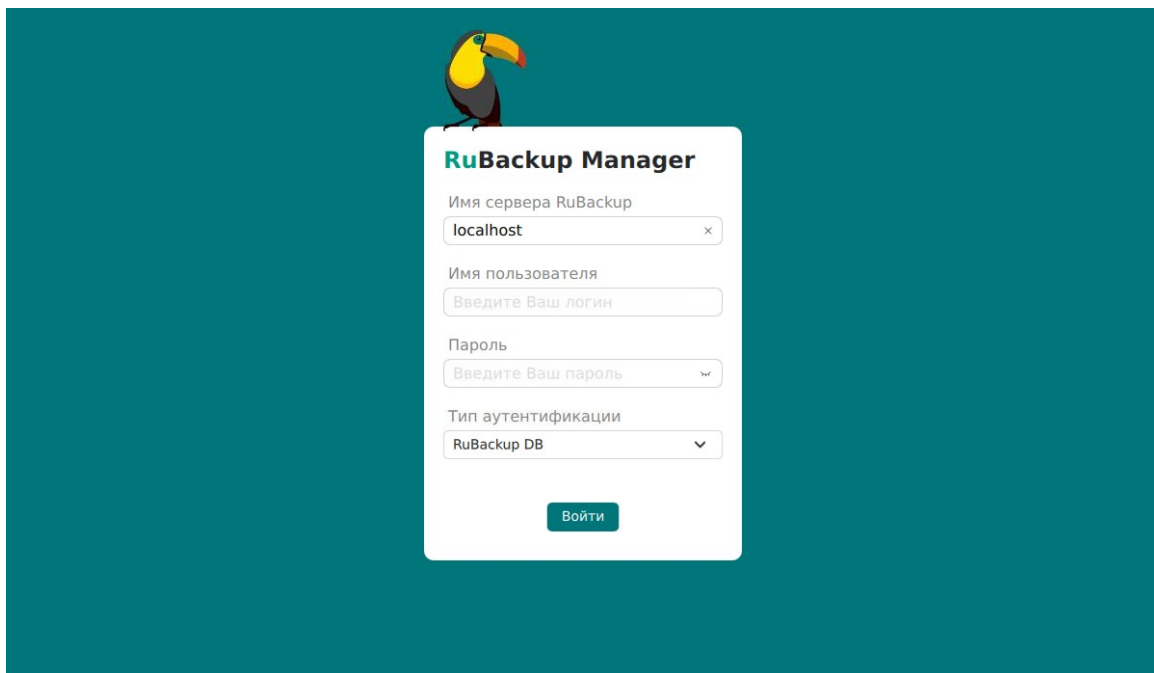 RuBackup Manager
Имя сервера RuBackup
localhost
Имя пользователя
Введите Ваш логин
Пароль
Введите Ваш пароль
Тип аутентификации
RuBackup DB
Войти